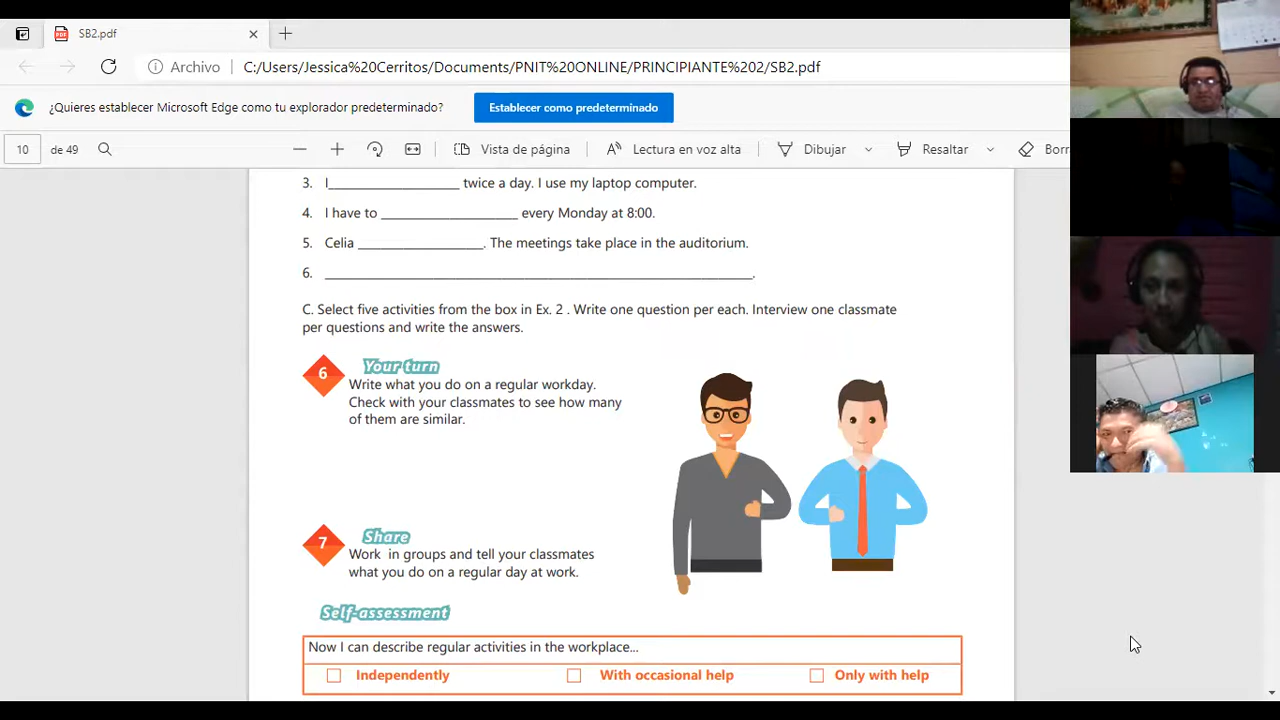 SB2.pdf
Archivo C:/Users/Jessica%20Cerritos/Documents/PNIT%20ONLINE/PRINCIPIANTE%202/SB2.pdf
¿Quieres establecer Microsoft Edge como tu explorador predeterminado? Establecer como predeterminado
10 de 49 Vista de página Lectura en voz alta Dibujar Resaltar Borr
3. I____________________ twice a day. I use my laptop computer.
4. I have to _____________________ every Monday at 8:00.
5. Celia ___________________. The meetings take place in the auditorium.
6. _________________________________________________________________.
C. Select five activities from the box in Ex. 2 . Write one question per each. Interview one classmate
per questions and write the answers.
6 Your turn
Write what you do on a regular workday.
Check with your classmates to see how many
of them are similar.
7 Share
Work in groups and tell your classmates
what you do on a regular day at work.
Self-assessment
Now I can describe regular activities in the workplace...
Independently With occasional help Only with help